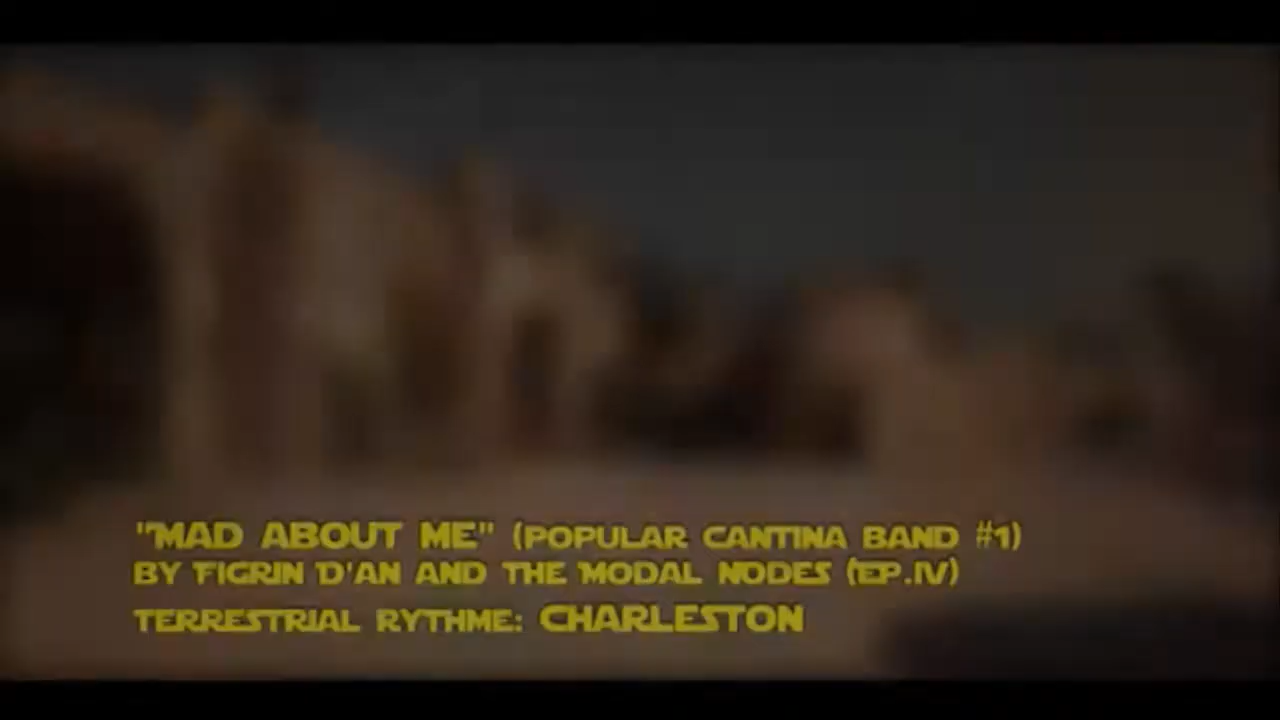 "MAD ABOUT ME" (POPULAR CANTINA BAND #1)
BY FIGRIN D'AN AND THE MODAL NODES (EP.IV)
TERRESTRIAL RYTHME: CHARLESTON